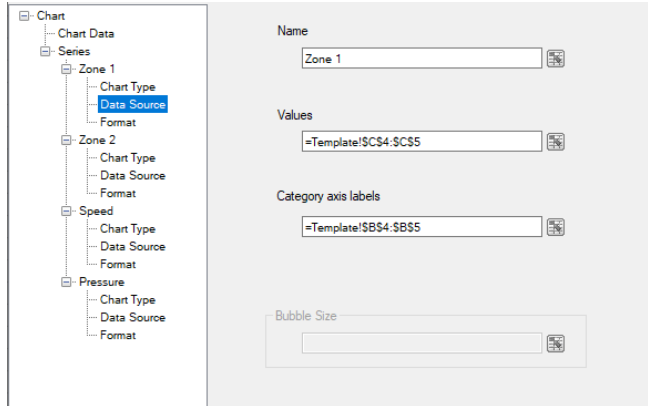 Chart
Chart Data
Series
Zone 1
Chart Type
Data Source
Format
Zone 2
Chart Type
Data Source
Format
Speed
Chart Type
Data Source
Format
Pressure
Chart Type
Data Source
Format
Name
Zone 1
Values
=Template!$C$4:$C$5
Category axis labels
=Template!$B$4:$B$5
Bubble Size